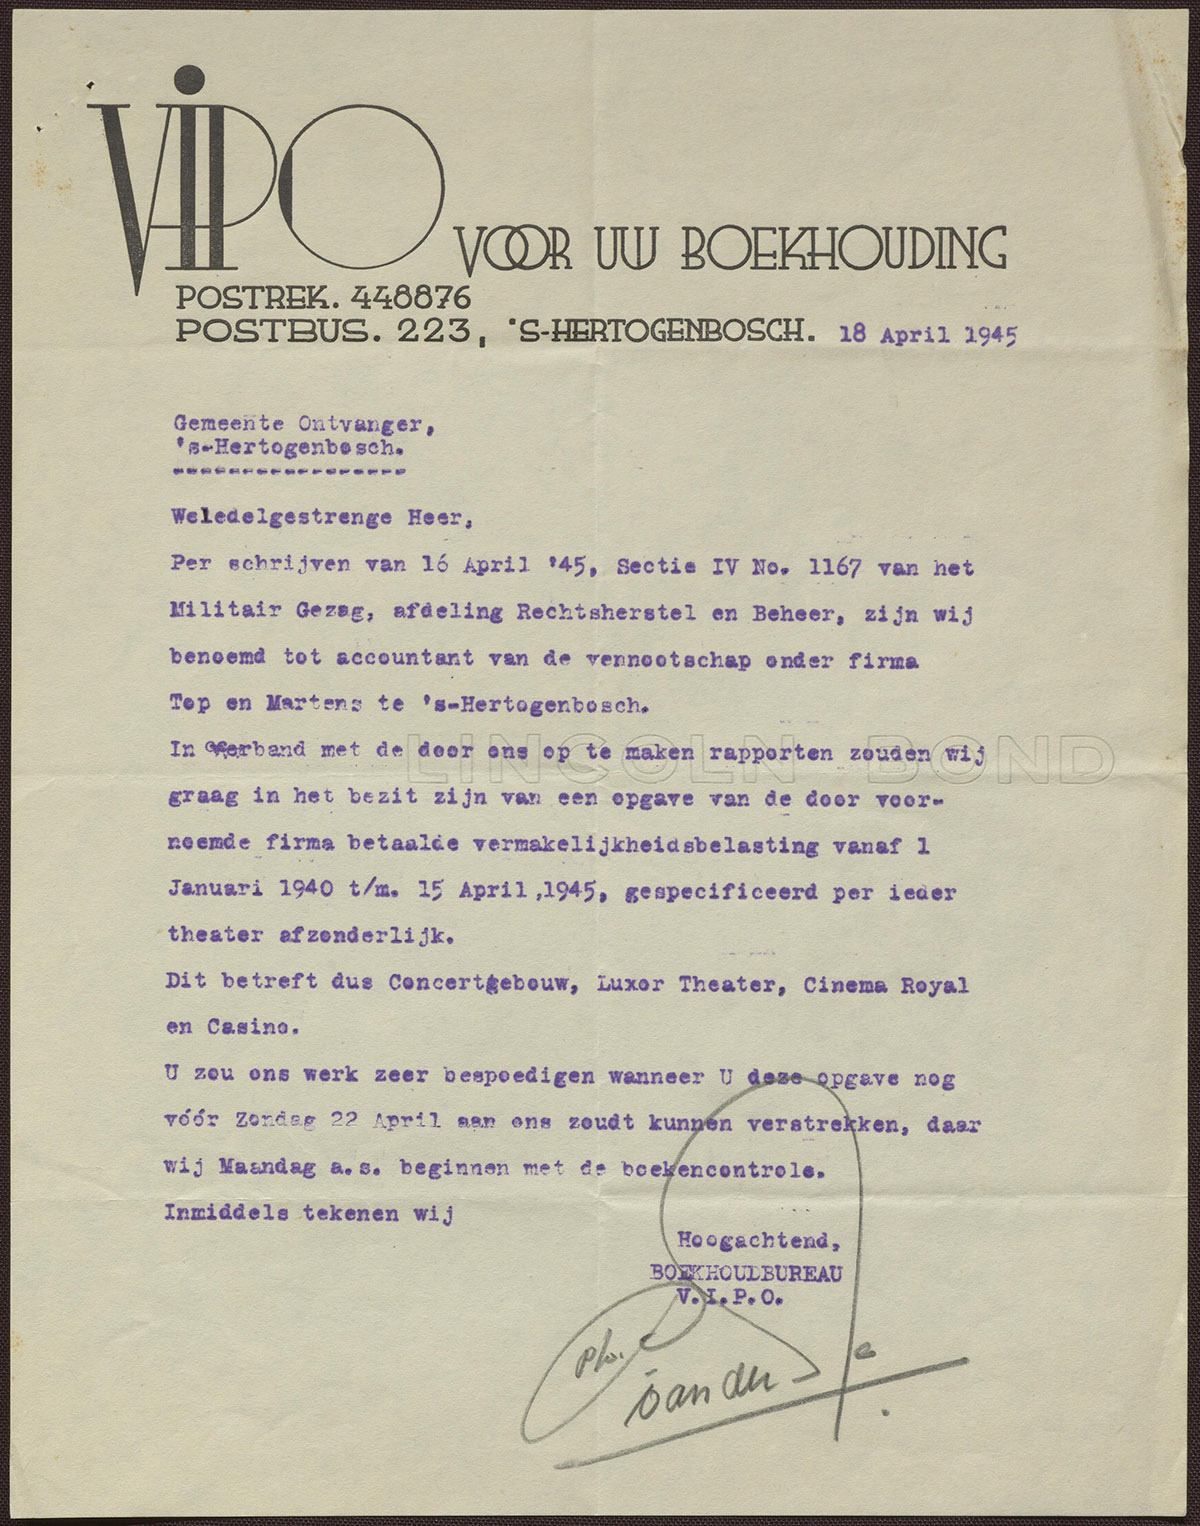 VIPO VOOR UW BOEKHOUDING
POSTREK. 448876
POSTBUS. 223, 'S-HERTOGENBOSCH. 18 April 1945
Gemeente Ontvanger,
's-Hertogenbosch.
-----------------
Weledelgestrenge Heer,
Per schrijven van 16 April '45, Sectie IV No. 1167 van het
Militair Gezag, afdeling Rechtsherstel en Beheer, zijn wij
benoemd tot accountant van de vennootschap onder firma
Top en Martens te 's-Hertogenbosch.
In verband met de door ons op te maken rapporten zouden wij
LINCOLN BOND
graag in het bezit zijn van een opgave van de door voor-
noemde firma betaalde vermakelijkheidsbelasting vanaf 1
Januari 1940 t/m. 15 April,1945, gespecificeerd per ieder
theater afzonderlijk.
Dit betreft dus Concertgebouw, Luxor Theater, Cinema Royal
en Casino.
U zou ons werk zeer bespoedigen wanneer U deze opgave nog
vóór Zondag 22 April aan ons zoudt kunnen verstrekken, daar
wij Maandag a.s. beginnen met de boekencontrole.
Inmiddels tekenen wij
Hoogachtend,
BOEKHOUDBUREAU
V.I.P.O.